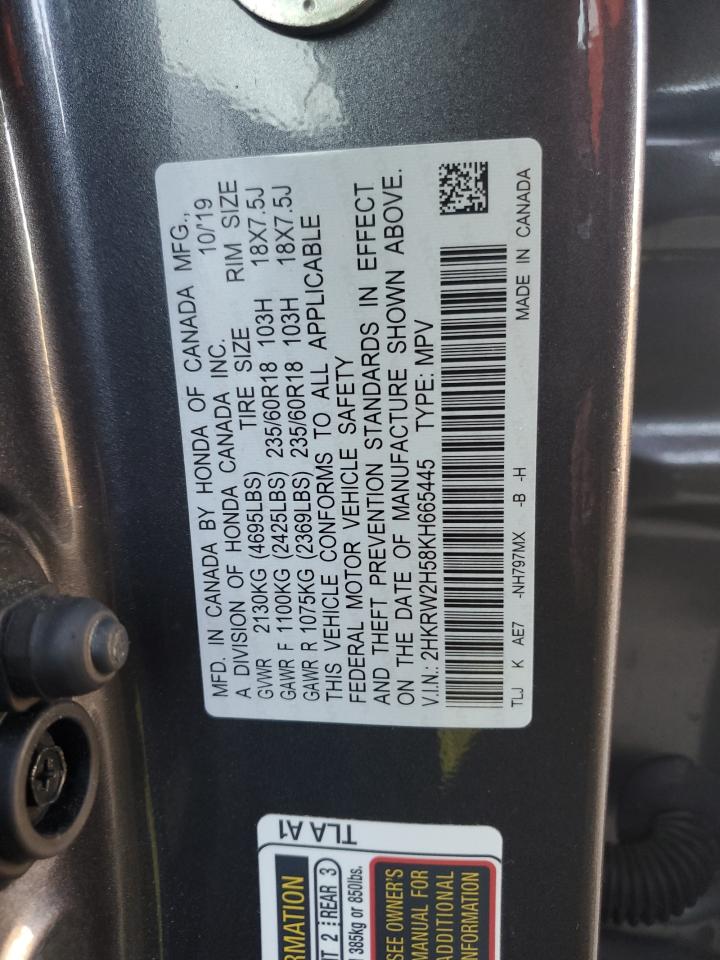 MFD. IN CANADA BY HONDA OF CANADA MFG.,
A DIVISION OF HONDA CANADA INC. 10/'19
GVWR 2130KG (4695LBS) TIRE SIZE RIM SIZE
GAWR F 1100KG (2425LBS) 235/60R18 103H 18X7.5J
GAWR R 1075KG (2369LBS) 235/60R18 103H 18X7.5J
THIS VEHICLE CONFORMS TO ALL APPLICABLE
FEDERAL MOTOR VEHICLE SAFETY
AND THEFT PREVENTION STANDARDS IN EFFECT
ON THE DATE OF MANUFACTURE SHOWN ABOVE.
V.I.N.: 2HKRW2H58KH665445 TYPE: MPV
TLJ K AE7 -NH797MX -B -H MADE IN CANADA
TLA A1
RMATION
2 REAR 3
385kg or 850lbs.
SEE OWNER'S
MANUAL FOR
ADDITIONAL
INFORMATION